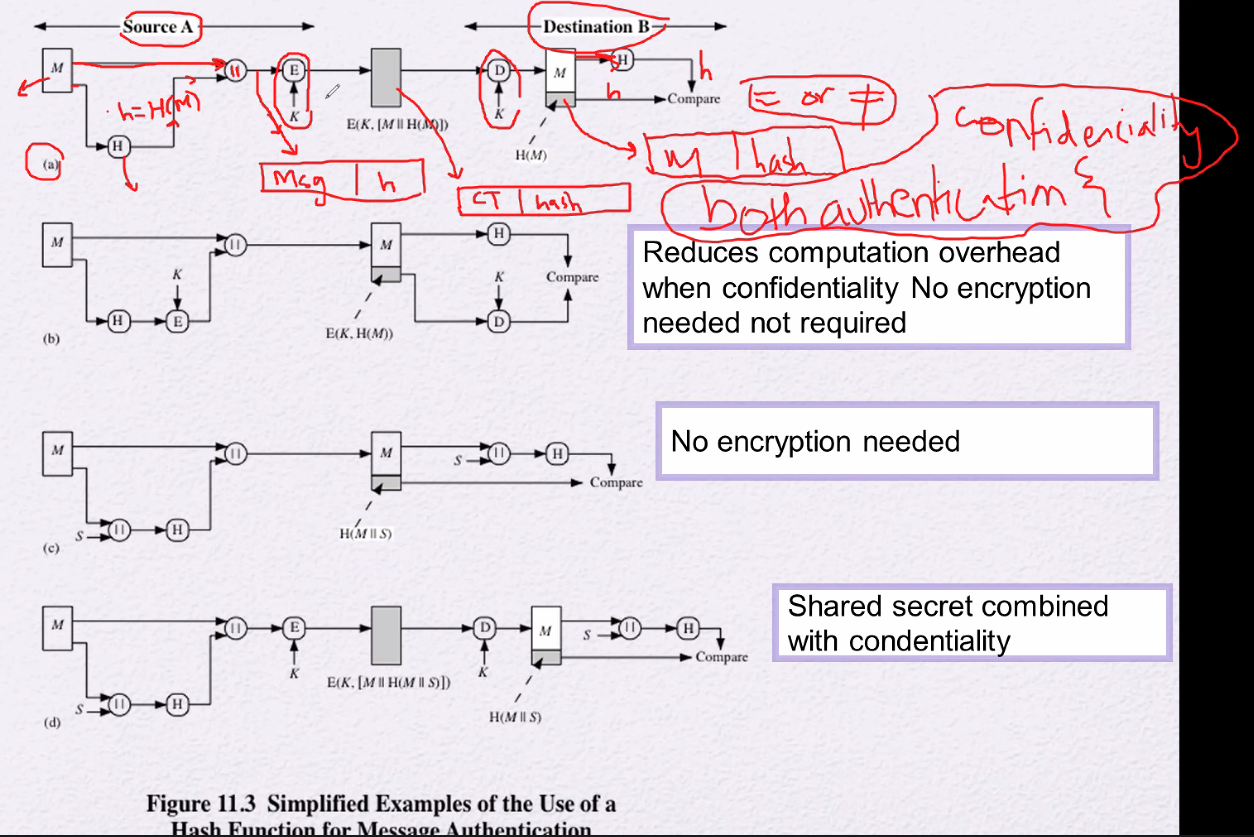 Source A
Destination B
M
||
E
K
h = H(M)
H
(a)
Msg | h
E(K, [M || H(M)])
CT | hash
D
K
M
H
h
h
Compare
H(M)
= or ≠
M | hash
Confidenciality
both authentication &
M
||
K
H
E
(b)
M
E(K, H(M))
H
K
D
Compare
Reduces computation overhead
when confidentiality No encryption
needed not required
M
||
S
||
H
(c)
M
H(M || S)
S
||
H
Compare
No encryption needed
M
||
E
K
S
||
H
(d)
E(K, [M || H(M || S)])
D
K
M
S
||
H
Compare
H(M || S)
Shared secret combined
with condentiality
Figure 11.3 Simplified Examples of the Use of a
Hash Function for Message Authentication